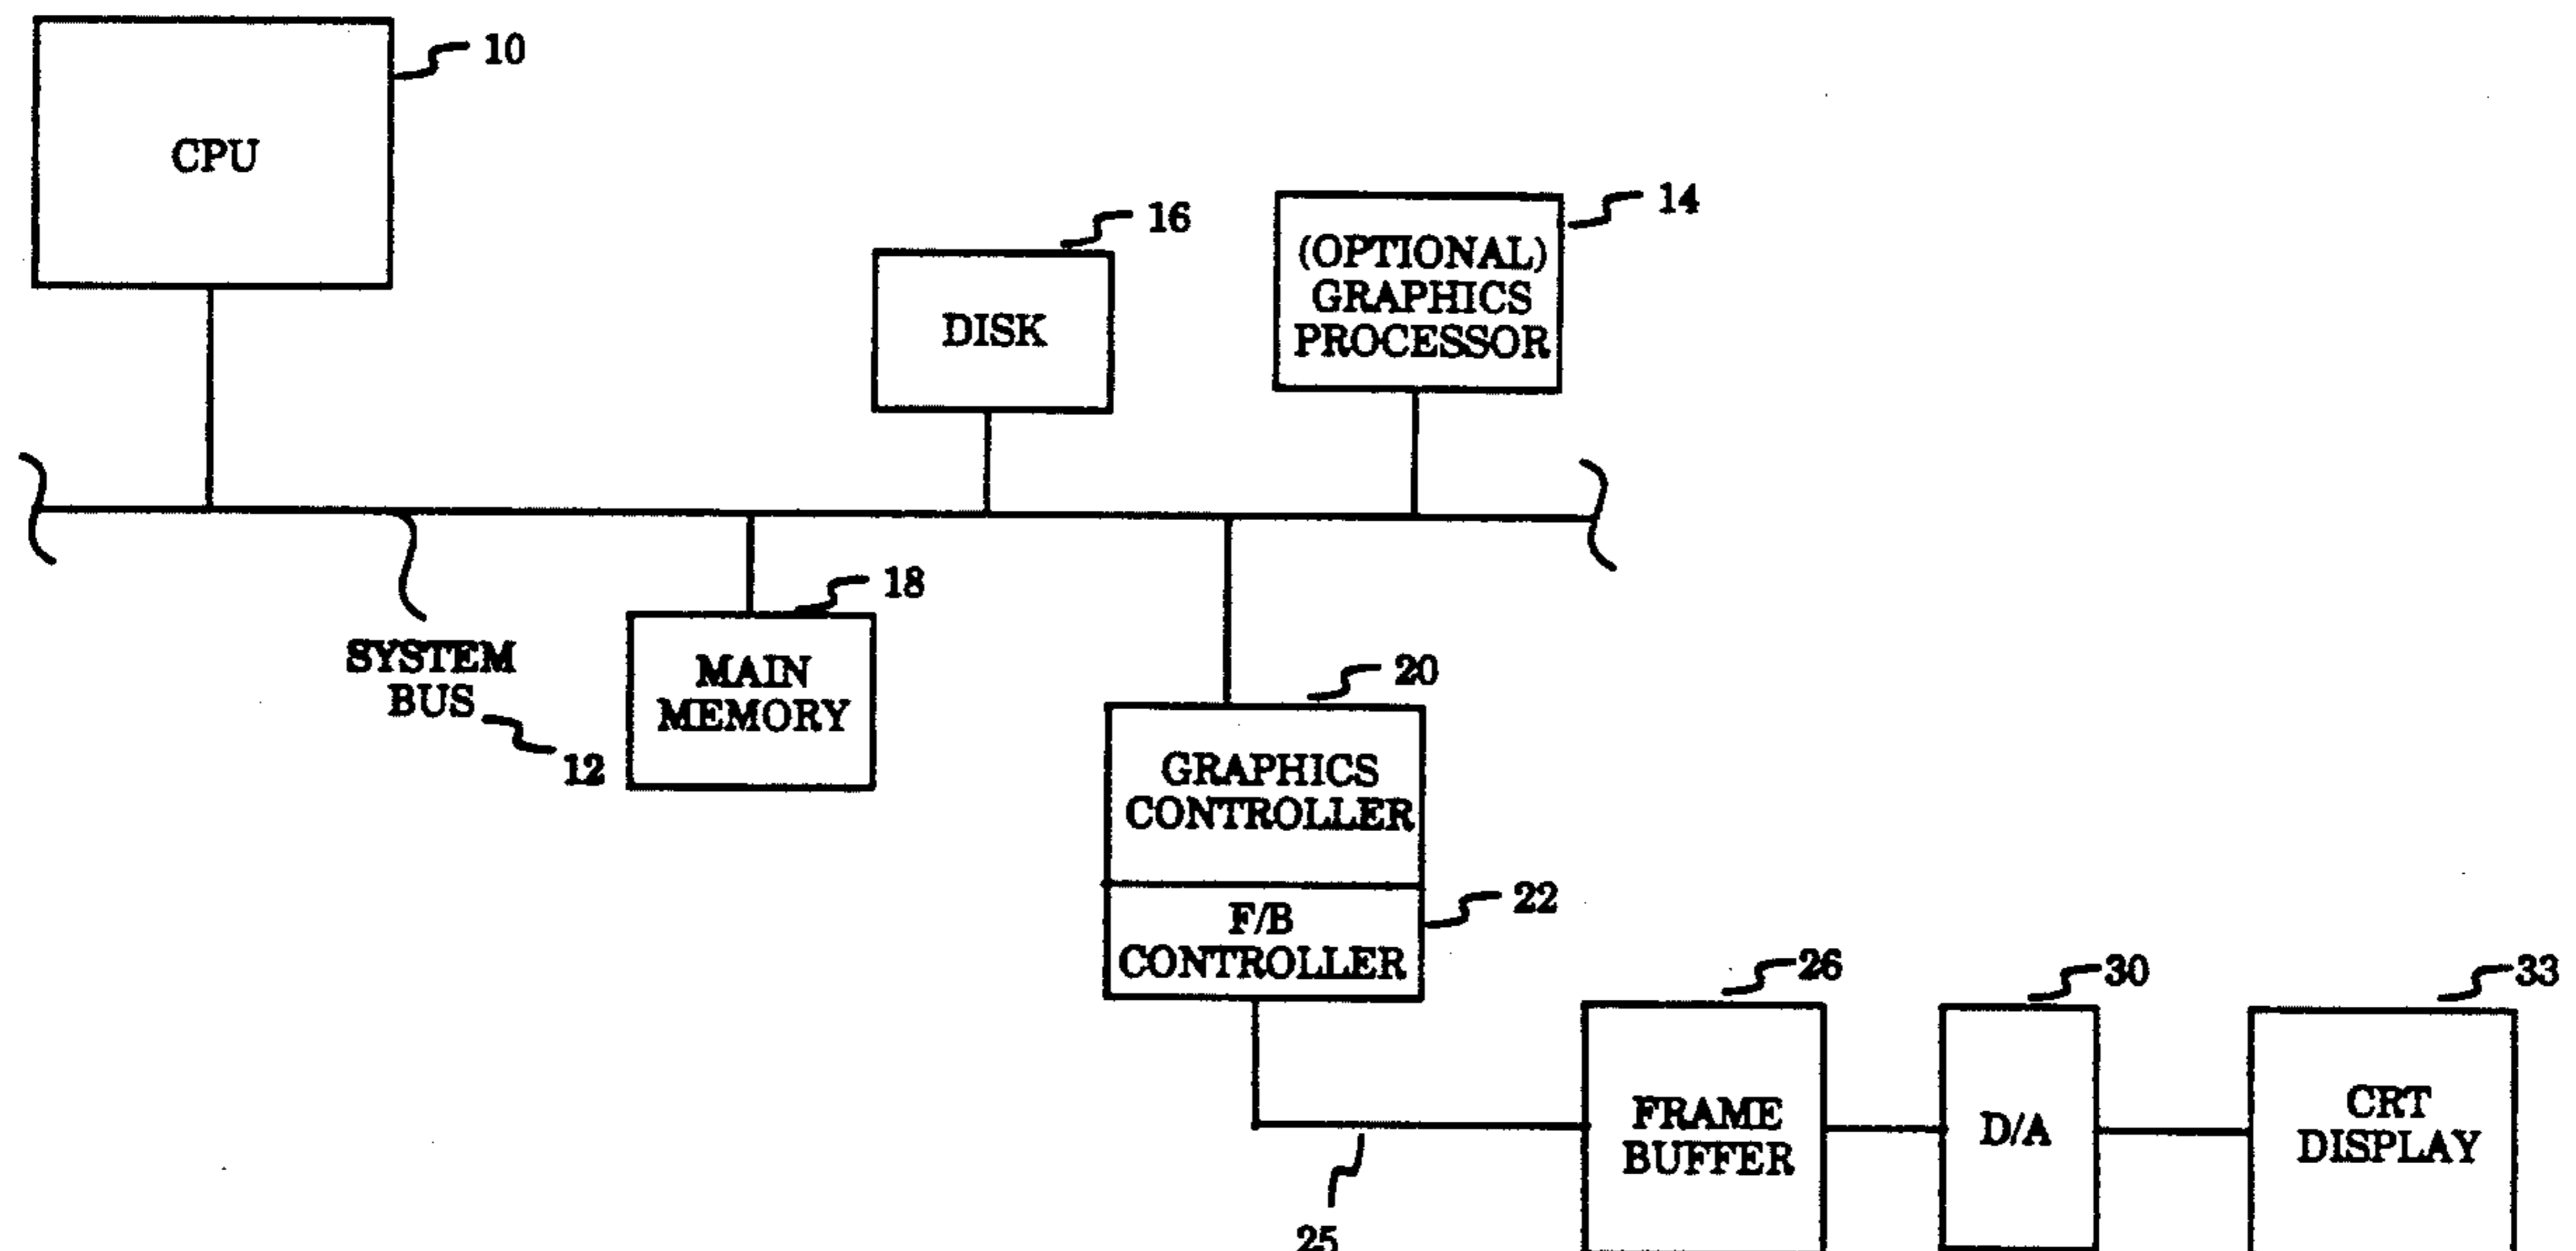 10
CPU
14
16
(OPTIONAL)
GRAPHICS
PROCESSOR
DISK
18
SYSTEM
BUS
12
MAIN
MEMORY
20
GRAPHICS
CONTROLLER
22
F/B
CONTROLLER
26
30
33
FRAME
BUFFER
D/A
CRT
DISPLAY
25